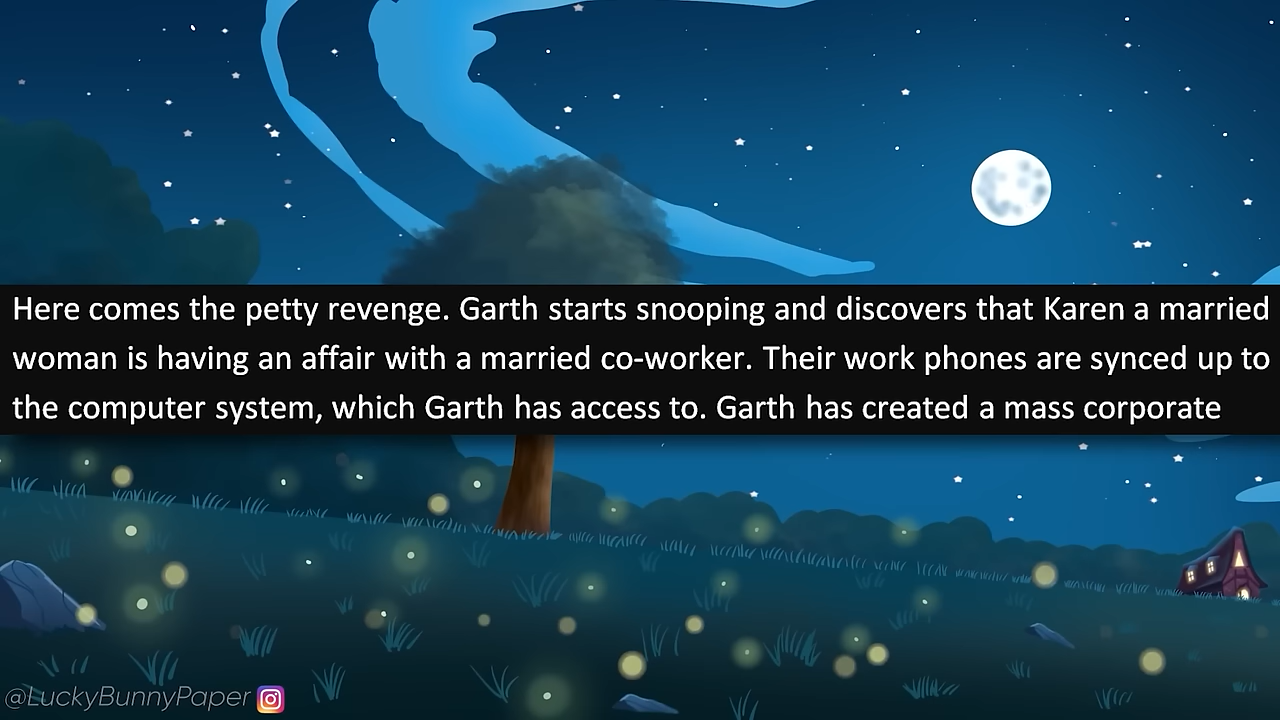 Here comes the petty revenge. Garth starts snooping and discovers that Karen a married
woman is having an affair with a married co-worker. Their work phones are synced up to
the computer system, which Garth has access to. Garth has created a mass corporate
@LuckyBunnyPaper